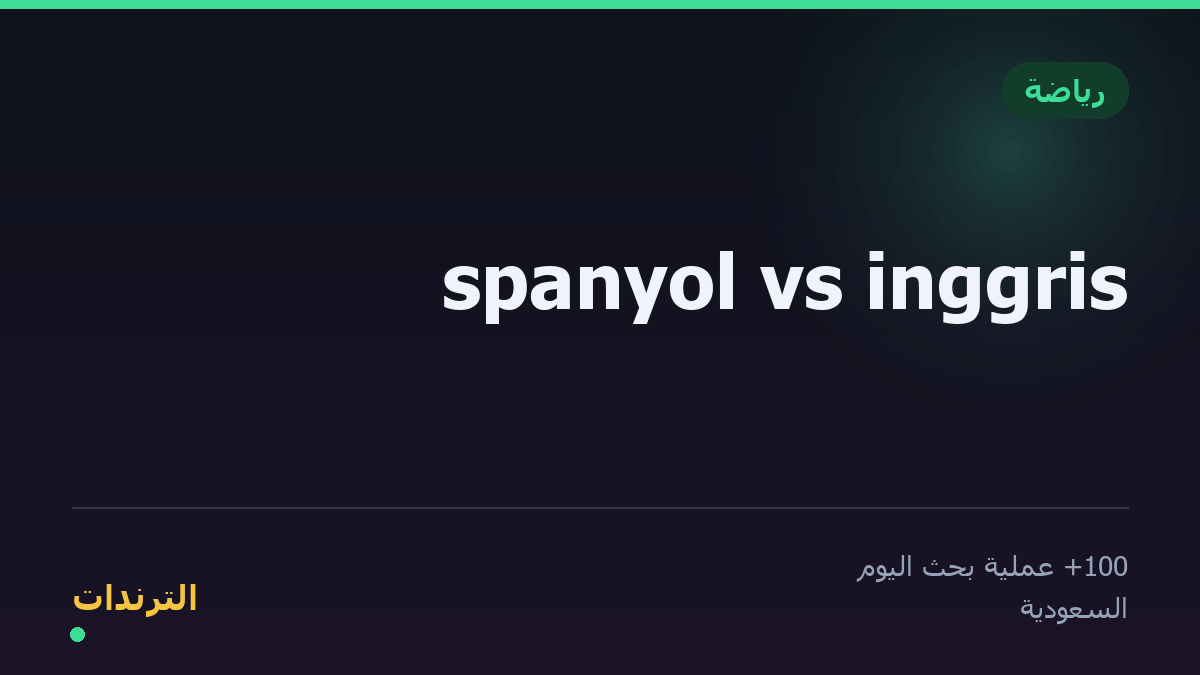 رياضة
spanyol vs inggris
100+ عملية بحث اليوم
السعودية
الترندات